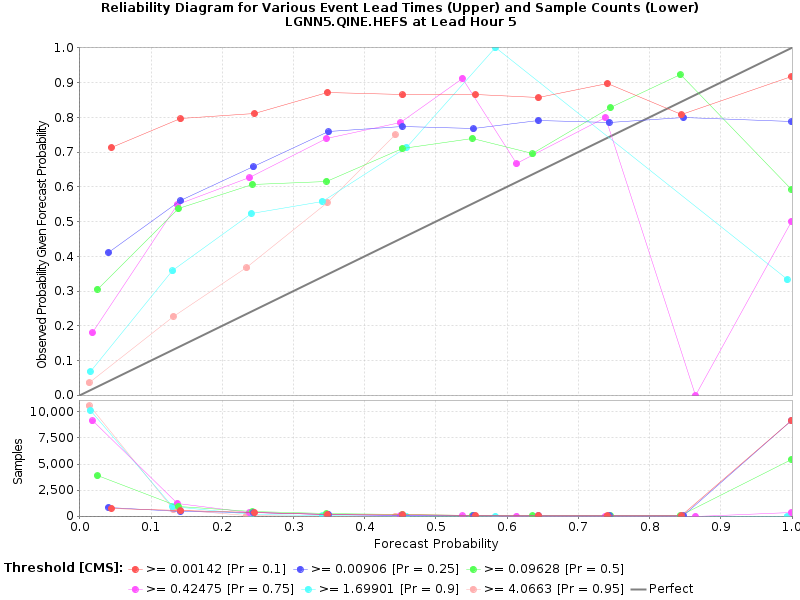 Reliability Diagram for Various Event Lead Times (Upper) and Sample Counts (Lower)
LGNN5.QINE.HEFS at Lead Hour 5
Observed Probability Given Forecast Probability
1.0
0.9
0.8
0.7
0.6
0.5
0.4
0.3
0.2
0.1
0.0
Samples
10,000
7,500
5,000
2,500
0
0.0 0.1 0.2 0.3 0.4 0.5 0.6 0.7 0.8 0.9 1.0
Forecast Probability
Threshold [CMS]: >= 0.00142 [Pr = 0.1] >= 0.00906 [Pr = 0.25] >= 0.09628 [Pr = 0.5]
>= 0.42475 [Pr = 0.75] >= 1.69901 [Pr = 0.9] >= 4.0663 [Pr = 0.95] Perfect